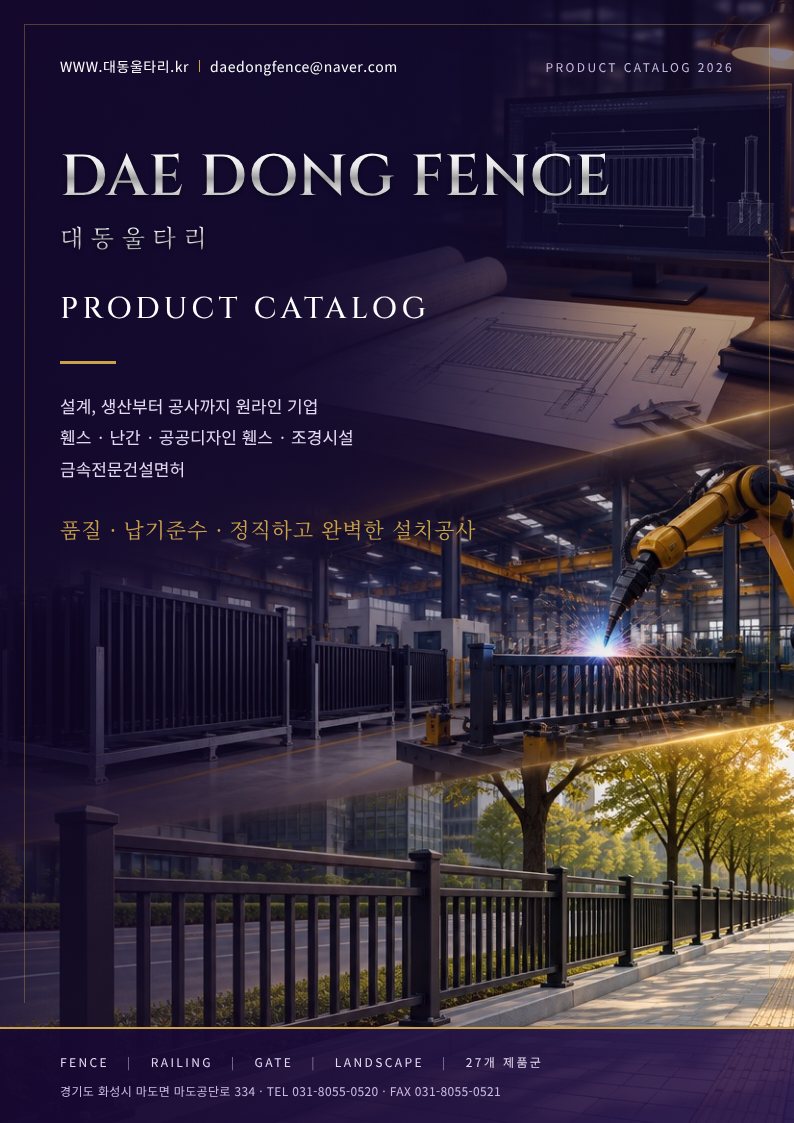 WWW.대동울타리.kr | daedongfence@naver.com
PRODUCT CATALOG 2026
DAE DONG FENCE
대동울타리
PRODUCT CATALOG
설계, 생산부터 공사까지 원라인 기업
휀스 · 난간 · 공공디자인 휀스 · 조경시설
금속전문건설면허
품질 · 납기준수 · 정직하고 완벽한 설치공사
FENCE | RAILING | GATE | LANDSCAPE | 27개 제품군
경기도 화성시 마도면 마도공단로 334 · TEL 031-8055-0520 · FAX 031-8055-0521